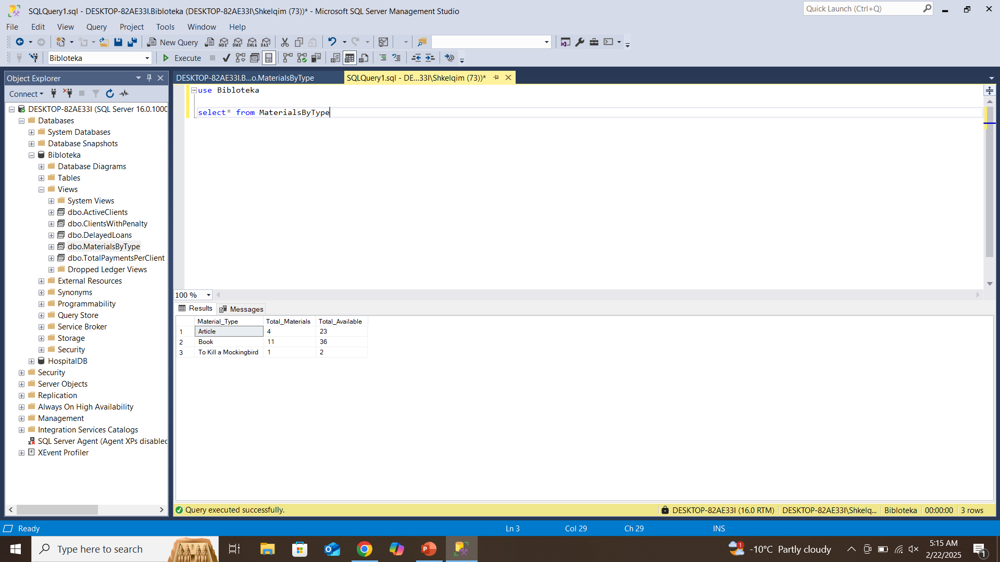 SQLQuery1.sql - DESKTOP-82AE33I.Bibloteka (DESKTOP-82AE33I\Shkelqim (73))* - Microsoft SQL Server Management Studio
Quick Launch (Ctrl+Q)
File Edit View Query Project Tools Window Help
New Query
MDX DMX XMLA DAX
Bibloteka
Execute
Object Explorer
DESKTOP-82AE33I.B...o.MaterialsByType
SQLQuery1.sql - DE...33I\Shkelqim (73))*
Connect
DESKTOP-82AE33I (SQL Server 16.0.1000
Databases
System Databases
Database Snapshots
Bibloteka
Database Diagrams
Tables
Views
System Views
dbo.ActiveClients
dbo.ClientsWithPenalty
dbo.DelayedLoans
dbo.MaterialsByType
dbo.TotalPaymentsPerClient
Dropped Ledger Views
External Resources
Synonyms
Programmability
Query Store
Service Broker
Storage
Security
HospitalDB
Security
Server Objects
Replication
Always On High Availability
Management
Integration Services Catalogs
SQL Server Agent (Agent XPs disabled
XEvent Profiler
use Bibloteka
select* from MaterialsByType
100 %
Results Messages
Material_Type Total_Materials Total_Available
1 Article 4 23
2 Book 11 36
3 To Kill a Mockingbird 1 2
Query executed successfully.
DESKTOP-82AE33I (16.0 RTM) DESKTOP-82AE33I\Shkelq... Bibloteka 00:00:00 3 rows
Ready Ln 3 Col 29 Ch 29 INS
Type here to search
1
-10°C Partly cloudy
5:15 AM
2/22/2025
1